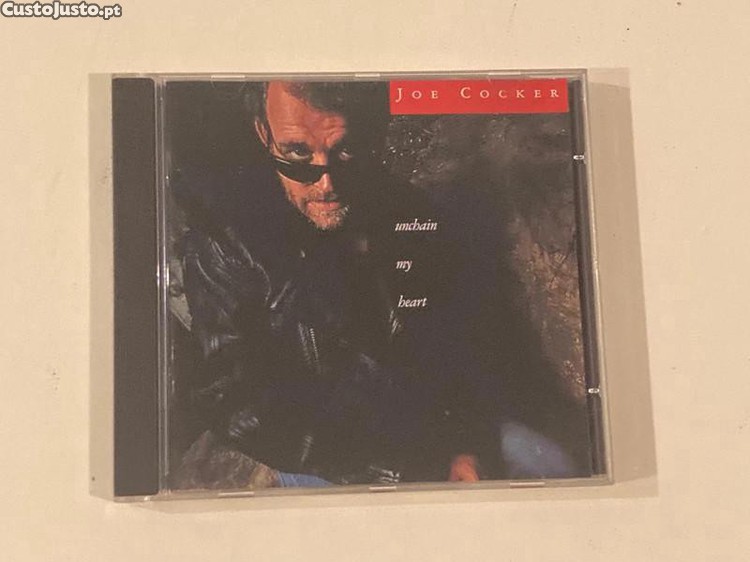 CustoJusto.pt
JOE COCKER
unchain
my
heart